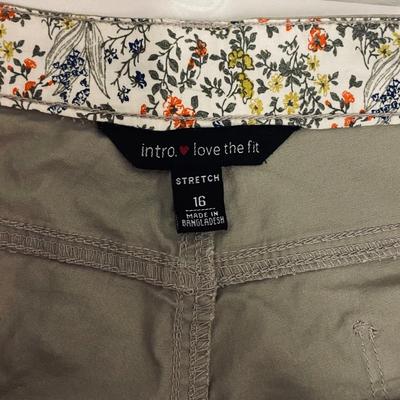 intro.♥ love the fit
STRETCH
16
MADE IN
BANGLADESH